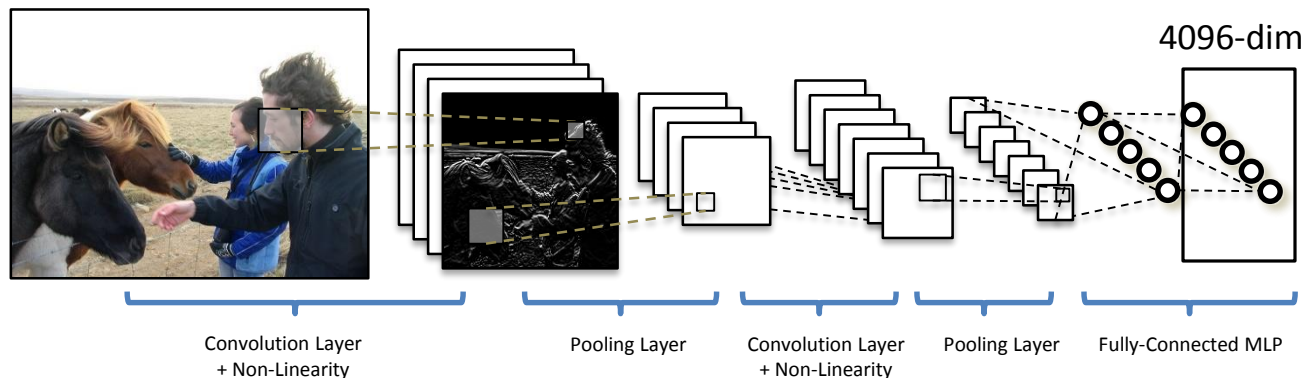 4096-dim
Convolution Layer
+ Non-Linearity
Pooling Layer
Convolution Layer
+ Non-Linearity
Pooling Layer
Fully-Connected MLP